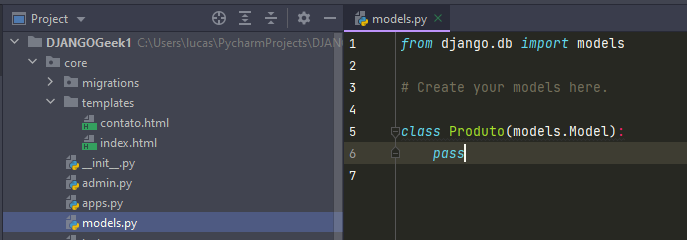 Project
DJANGOGeek1 C:\Users\lucas\PycharmProjects\DJAN
core
migrations
templates
contato.html
index.html
__init__.py
admin.py
apps.py
models.py
models.py
1 from django.db import models
2
3 # Create your models here.
4
5 class Produto(models.Model):
6 pass
7